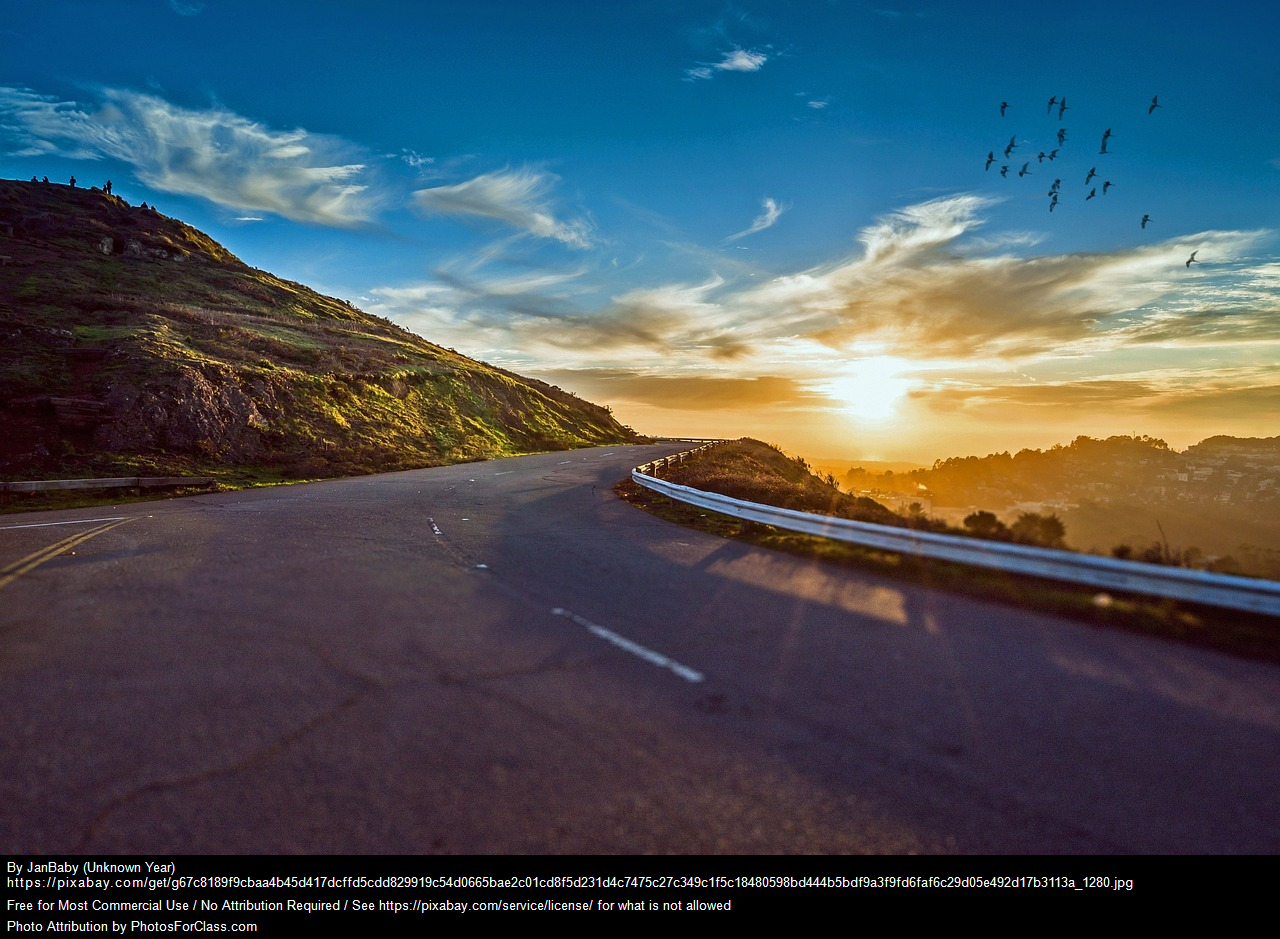 By JanBaby (Unknown Year)
https://pixabay.com/get/g67c8189f9cbaa4b45d417dcffd5cdd829919c54d0665bae2c01cd8f5d231d4c7475c27c349c1f5c18480598bd444b5bdf9a3f9fd6faf6c29d05e492d17b3113a_1280.jpg
Free for Most Commercial Use / No Attribution Required / See https://pixabay.com/service/license/ for what is not allowed
Photo Attribution by PhotosForClass.com